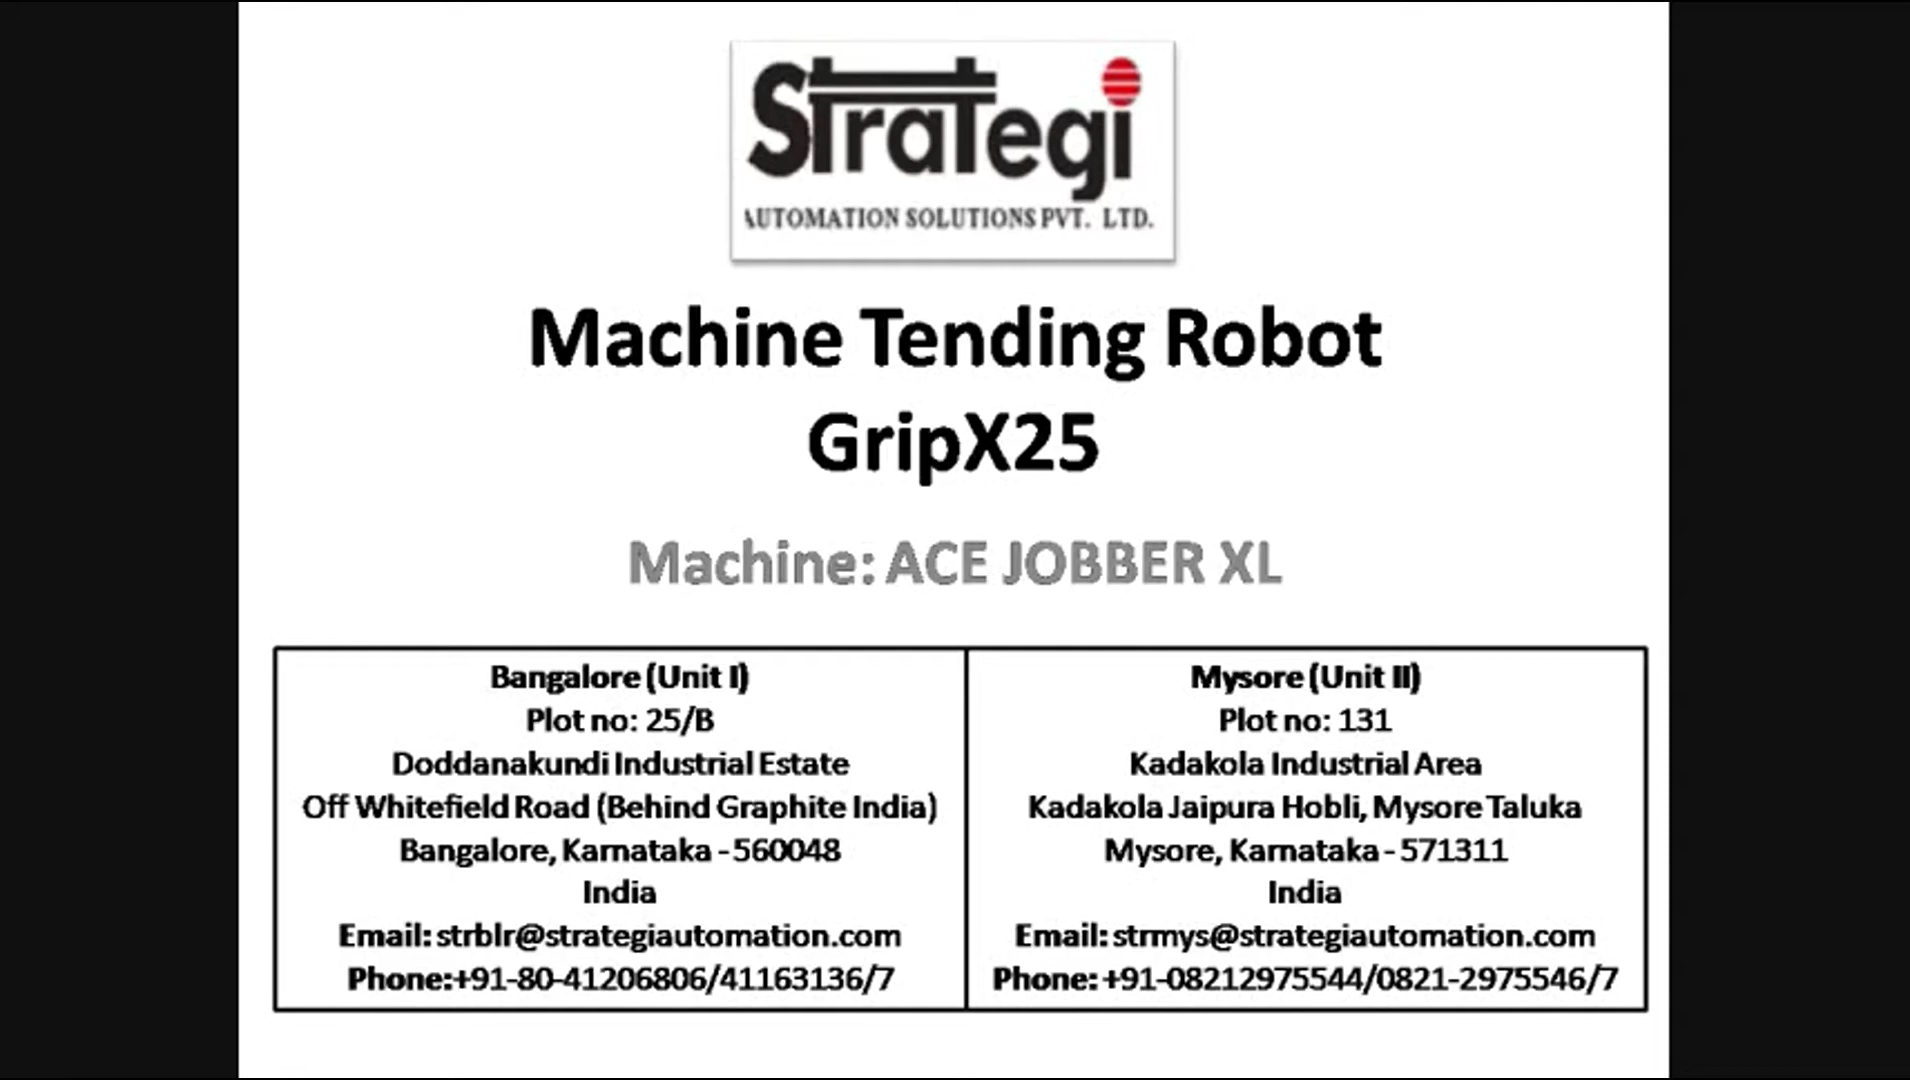 Strategi
AUTOMATION SOLUTIONS PVT. LTD.
Machine Tending Robot
GripX25
Machine: ACE JOBBER XL
Bangalore (Unit I)
Plot no: 25/B
Doddanakundi Industrial Estate
Off Whitefield Road (Behind Graphite India)
Bangalore, Karnataka - 560048
India
Email: strblr@strategiautomation.com
Phone:+91-80-41206806/41163136/7
Mysore (Unit II)
Plot no: 131
Kadakola Industrial Area
Kadakola Jaipura Hobli, Mysore Taluka
Mysore, Karnataka - 571311
India
Email: strmys@strategiautomation.com
Phone: +91-08212975544/0821-2975546/7